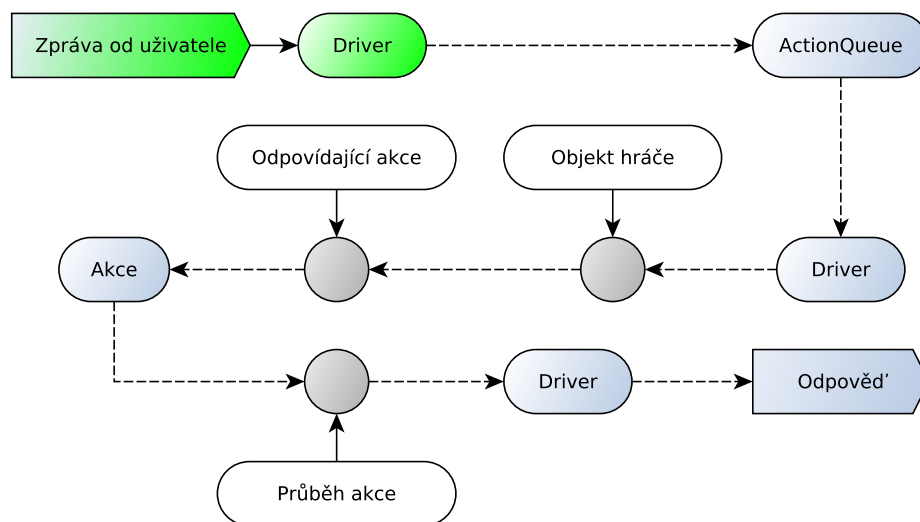 Zpráva od uživatele
Driver
ActionQueue
Odpovídající akce
Objekt hráče
Akce
Driver
Driver
Odpověď
Průběh akce